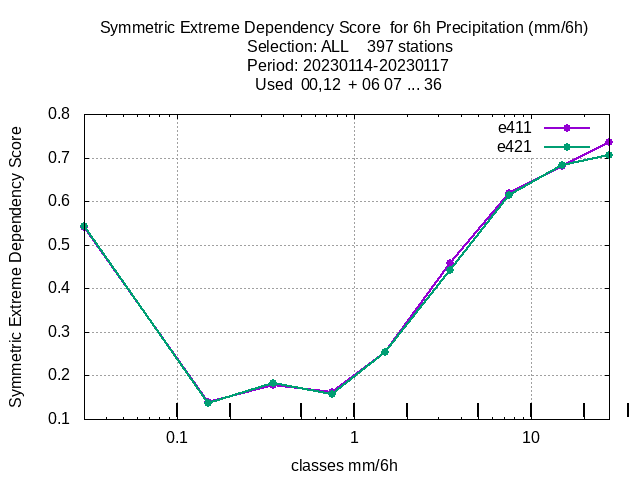 Symmetric Extreme Dependency Score  for 6h Precipitation (mm/6h)
Selection: ALL    397 stations
Period: 20230114-20230117
Used  00,12  + 06 07 ... 36
0.8
0.7
0.6
0.5
0.4
0.3
0.2
0.1
Symmetric Extreme Dependency Score
e411
e421
0.1
1
10
classes mm/6h